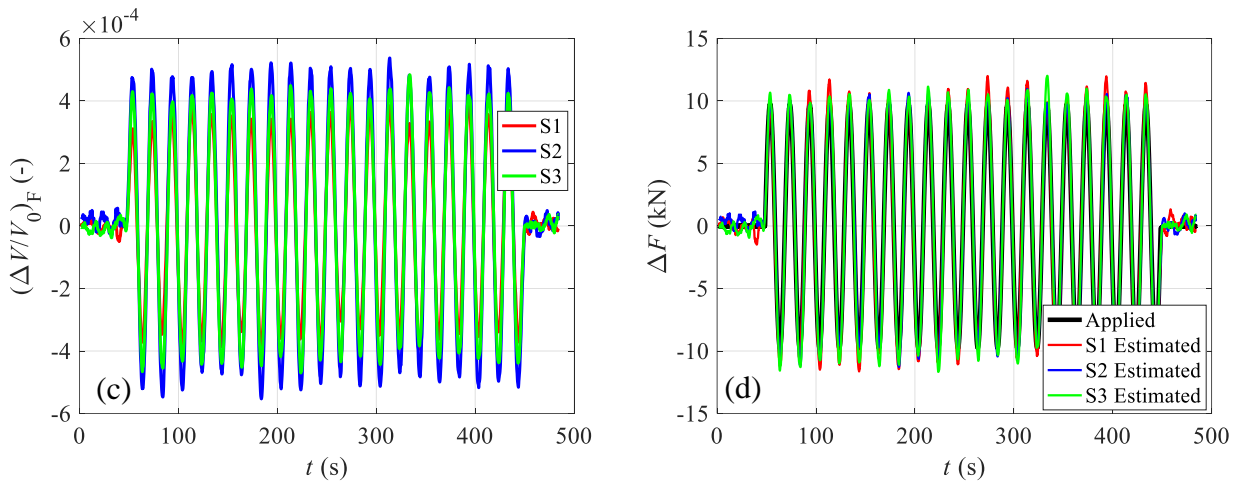 ×10⁻⁴
6
4
2
0
-2
-4
-6
(ΔV/V₀)F (-)
S1
S2
S3
(c)
0 100 200 300 400 500
t (s)
15
10
5
0
-5
-10
-15
ΔF (kN)
Applied
S1 Estimated
S2 Estimated
S3 Estimated
(d)
0 100 200 300 400 500
t (s)